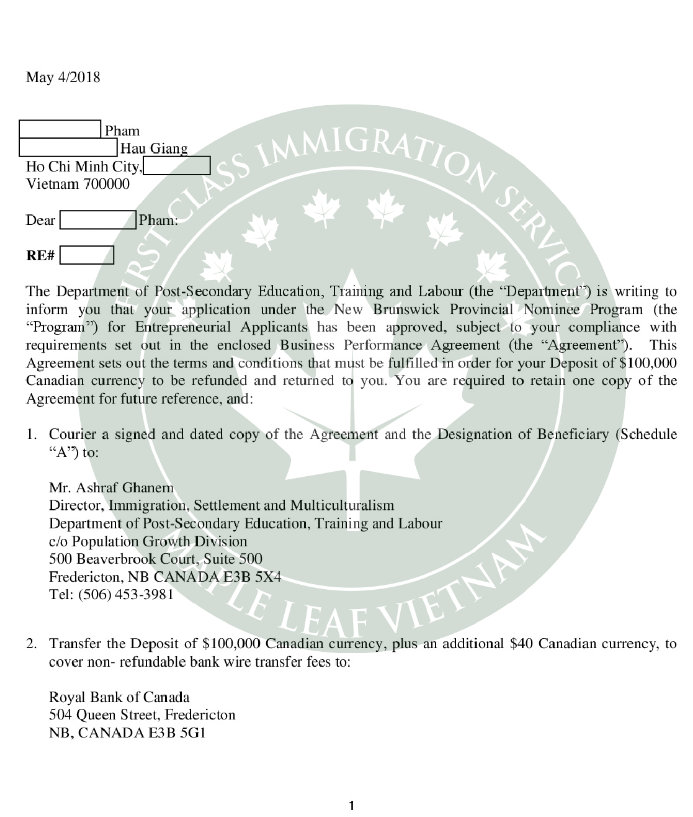 May 4/2018
Pham
Hau Giang
Ho Chi Minh City,
Vietnam 700000
Dear Pham:
RE#
The Department of Post-Secondary Education, Training and Labour (the “Department”) is writing to
inform you that your application under the New Brunswick Provincial Nominee Program (the
“Program”) for Entrepreneurial Applicants has been approved, subject to your compliance with
requirements set out in the enclosed Business Performance Agreement (the “Agreement”). This
Agreement sets out the terms and conditions that must be fulfilled in order for your Deposit of $100,000
Canadian currency to be refunded and returned to you. You are required to retain one copy of the
Agreement for future reference, and:
1. Courier a signed and dated copy of the Agreement and the Designation of Beneficiary (Schedule
“A”) to:
Mr. Ashraf Ghanem
Director, Immigration, Settlement and Multiculturalism
Department of Post-Secondary Education, Training and Labour
c/o Population Growth Division
500 Beaverbrook Court, Suite 500
Fredericton, NB CANADA E3B 5X4
Tel: (506) 453-3981
2. Transfer the Deposit of $100,000 Canadian currency, plus an additional $40 Canadian currency, to
cover non- refundable bank wire transfer fees to:
Royal Bank of Canada
504 Queen Street, Fredericton
NB, CANADA E3B 5G1
1
FIRST CLASS IMMIGRATION SERVICES
MAPLE LEAF VIETNAM